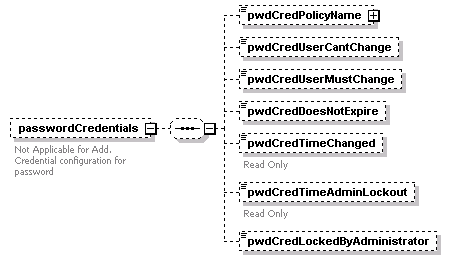 pwdCredPolicyName
pwdCredUserCantChange
pwdCredUserMustChange
pwdCredDoesNotExpire
passwordCredentials
Not Applicable for Add.
Credential configuration for
password
pwdCredTimeChanged
Read Only
pwdCredTimeAdminLockout
Read Only
pwdCredLockedByAdministrator